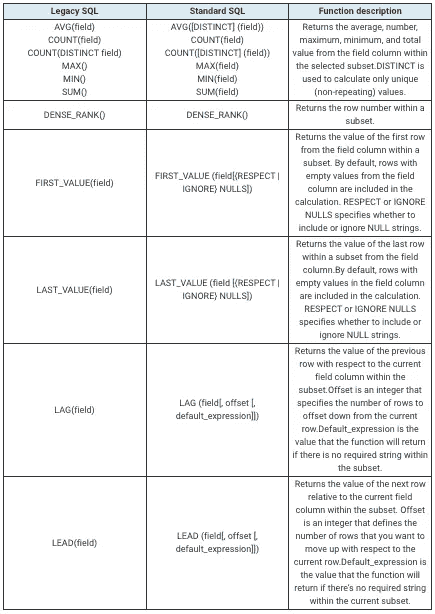 Legacy SQL
Standard SQL
Function description
AVG(field)
COUNT(field)
COUNT(DISTINCT field)
MAX()
MIN()
SUM()
AVG([DISTINCT] (field))
COUNT(field)
COUNT([DISTINCT] (field))
MAX(field)
MIN(field)
SUM(field)
Returns the average, number,
maximum, minimum, and total
value from the field column within
the selected subset.DISTINCT is
used to calculate only unique
(non-repeating) values.
DENSE_RANK()
DENSE_RANK()
Returns the row number within a
subset.
FIRST_VALUE(field)
FIRST_VALUE (field[{RESPECT |
IGNORE} NULLS])
Returns the value of the first row
from the field column within a
subset. By default, rows with
empty values from the field
column are included in the
calculation. RESPECT or IGNORE
NULLS specifies whether to
include or ignore NULL strings.
LAST_VALUE(field)
LAST_VALUE (field [{RESPECT |
IGNORE} NULLS])
Returns the value of the last row
within a subset from the field
column.By default, rows with
empty values in the field column
are included in the calculation.
RESPECT or IGNORE NULLS
specifies whether to include or
ignore NULL strings.
LAG(field)
LAG (field[, offset [,
default_expression]])
Returns the value of the previous
row with respect to the current
field column within the
subset.Offset is an integer that
specifies the number of rows to
offset down from the current
row.Default_expression is the
value that the function will return
if there is no required string within
the subset.
LEAD(field)
LEAD (field[, offset [,
default_expression]])
Returns the value of the next row
relative to the current field
column within the subset. Offset
is an integer that defines the
number of rows that you want to
move up with respect to the
current row.Default_expression is
the value that the function will
return if there's no required string
within the current subset.